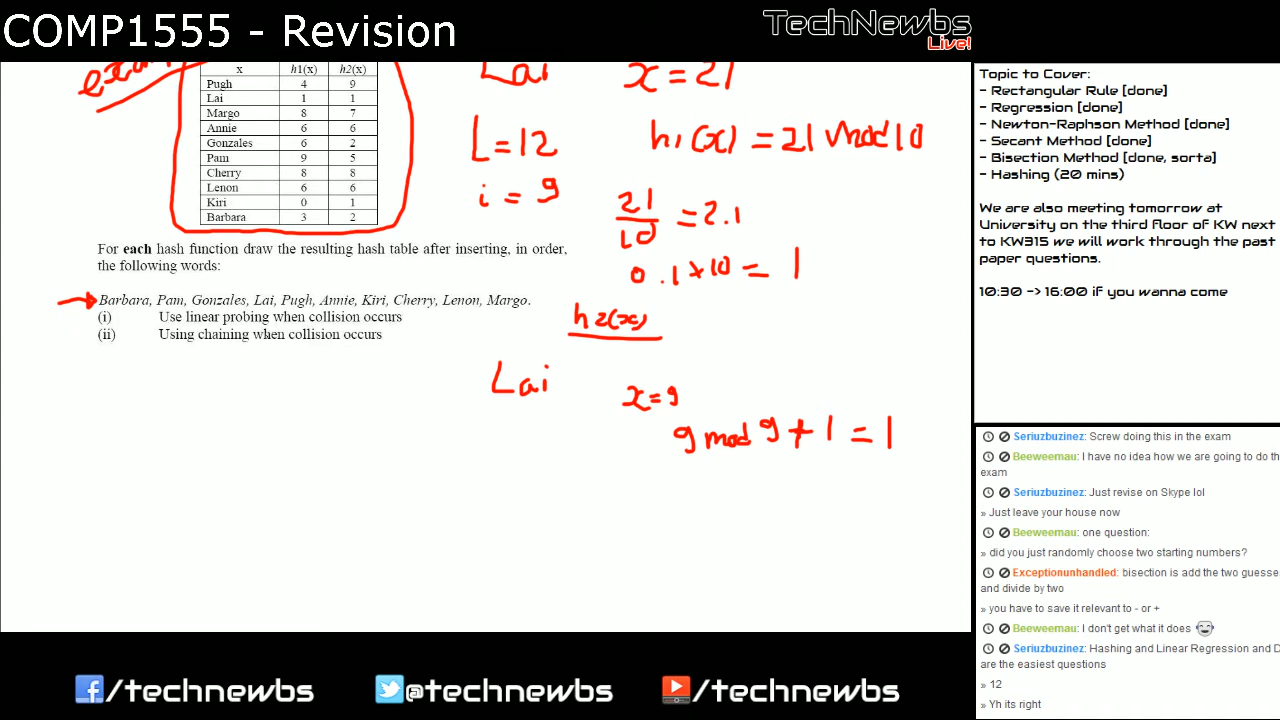 COMP1555 - Revision
TechNewbs
Live!
x h1(x) h2(x)
Pugh 4 9
Lai 1 1
Margo 8 7
Annie 6 6
Gonzales 6 2
Pam 9 5
Cherry 8 8
Lenon 6 6
Kiri 0 1
Barbara 3 2
For each hash function draw the resulting hash table after inserting, in order,
the following words:
Barbara, Pam, Gonzales, Lai, Pugh, Annie, Kiri, Cherry, Lenon, Margo.
(i) Use linear probing when collision occurs
(ii) Using chaining when collision occurs
Lai x = 21
L = 12 h1(x) = 21 mod 10
i = 9
21
10
= 2.1
0.1 x 10 = 1
h2(x)
Lai
x = 9
9 mod 9 + 1 = 1
Topic to Cover:
- Rectangular Rule [done]
- Regression [done]
- Newton-Raphson Method [done]
- Secant Method [done]
- Bisection Method [done, sorta]
- Hashing (20 mins)
We are also meeting tomorrow at
University on the third floor of KW next
to KW315 we will work through the past
paper questions.
10:30 -> 16:00 if you wanna come
Seriuzbuzinez: Screw doing this in the exam
Beeweemau: I have no idea how we are going to do th
exam
Seriuzbuzinez: Just revise on Skype lol
» Just leave your house now
Beeweemau: one question:
» did you just randomly choose two starting numbers?
Exceptionunhandled: bisection is add the two guesse
and divide by two
» you have to save it relevant to - or +
Beeweemau: I don't get what it does
Seriuzbuzinez: Hashing and Linear Regression and D
are the easiest questions
» 12
» Yh its right
/technewbs @technewbs /technewbs